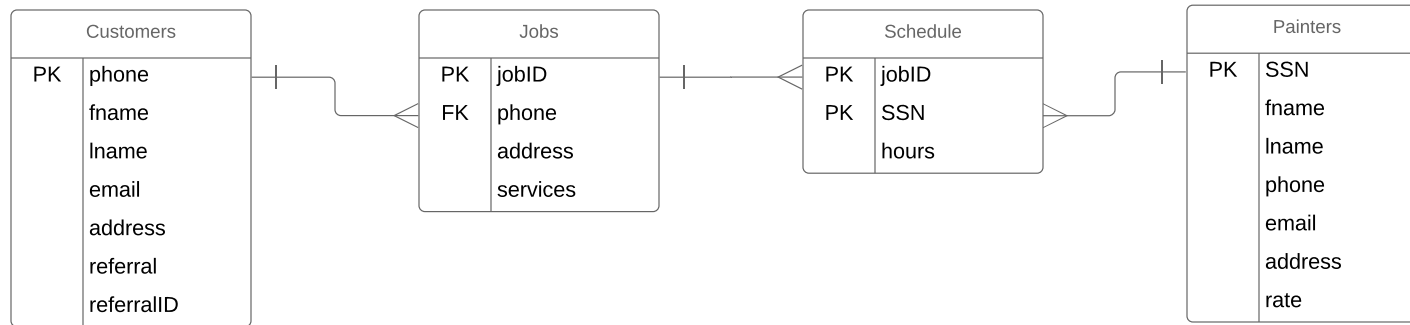 Customers
PK phone
fname
lname
email
address
referral
referralID
Jobs
PK jobID
FK phone
address
services
Schedule
PK jobID
PK SSN
hours
Painters
PK SSN
fname
lname
phone
email
address
rate